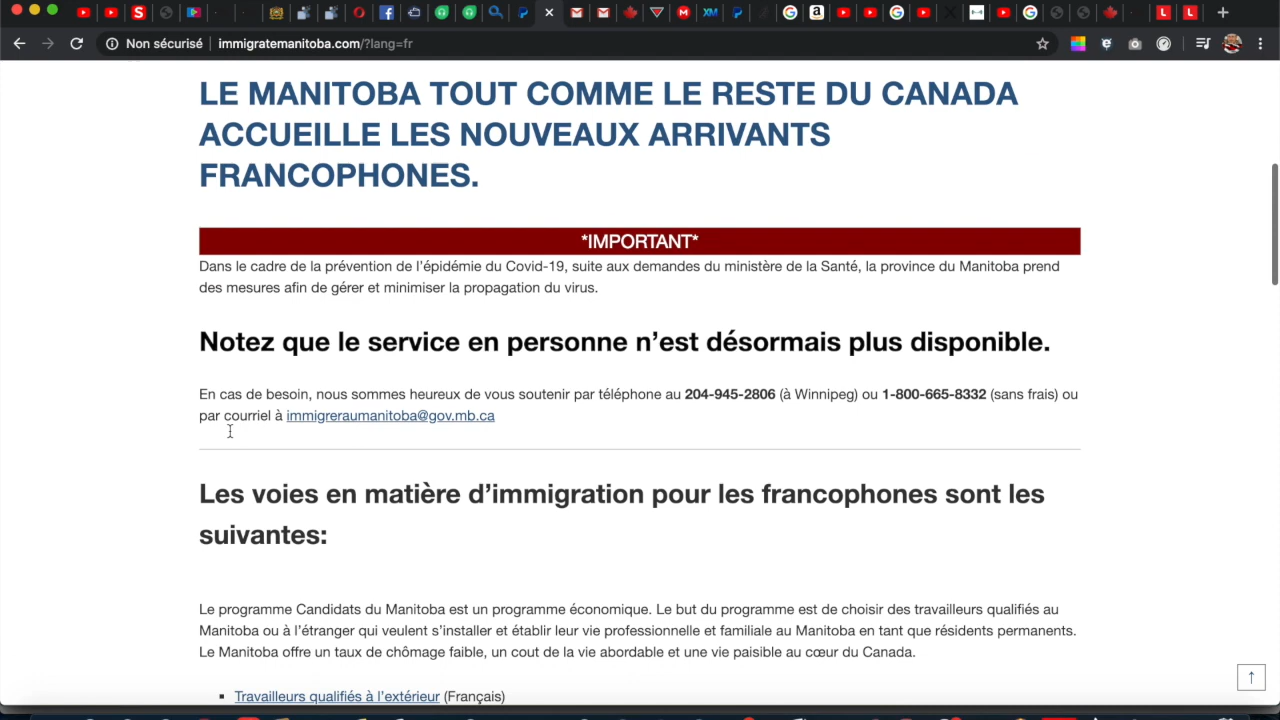 Non sécurisé immigratemanitoba.com/?lang=fr
LE MANITOBA TOUT COMME LE RESTE DU CANADA
ACCUEILLE LES NOUVEAUX ARRIVANTS
FRANCOPHONES.
*IMPORTANT*
Dans le cadre de la prévention de l’épidémie du Covid-19, suite aux demandes du ministère de la Santé, la province du Manitoba prend
des mesures afin de gérer et minimiser la propagation du virus.
Notez que le service en personne n’est désormais plus disponible.
En cas de besoin, nous sommes heureux de vous soutenir par téléphone au 204-945-2806 (à Winnipeg) ou 1-800-665-8332 (sans frais) ou
par courriel à immigreraumanitoba@gov.mb.ca
Les voies en matière d’immigration pour les francophones sont les
suivantes:
Le programme Candidats du Manitoba est un programme économique. Le but du programme est de choisir des travailleurs qualifiés au
Manitoba ou à l’étranger qui veulent s’installer et établir leur vie professionnelle et familiale au Manitoba en tant que résidents permanents.
Le Manitoba offre un taux de chômage faible, un cout de la vie abordable et une vie paisible au cœur du Canada.
Travailleurs qualifiés à l’extérieur (Français)